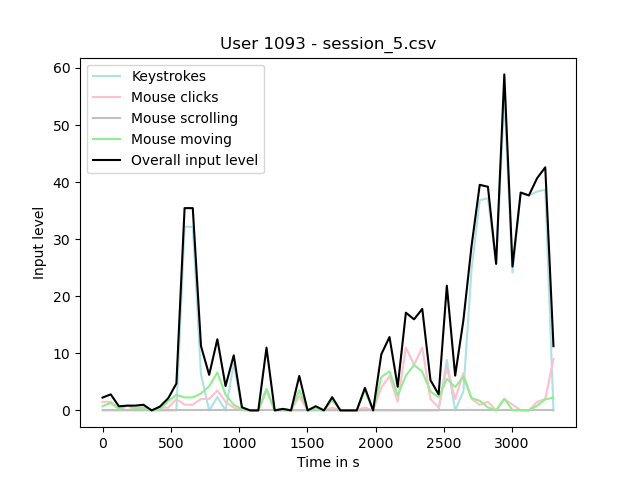 User 1093 - session_5.csv
Keystrokes
Mouse clicks
Mouse scrolling
Mouse moving
Overall input level
60
50
40
30
20
10
0
Input level
0 500 1000 1500 2000 2500 3000
Time in s